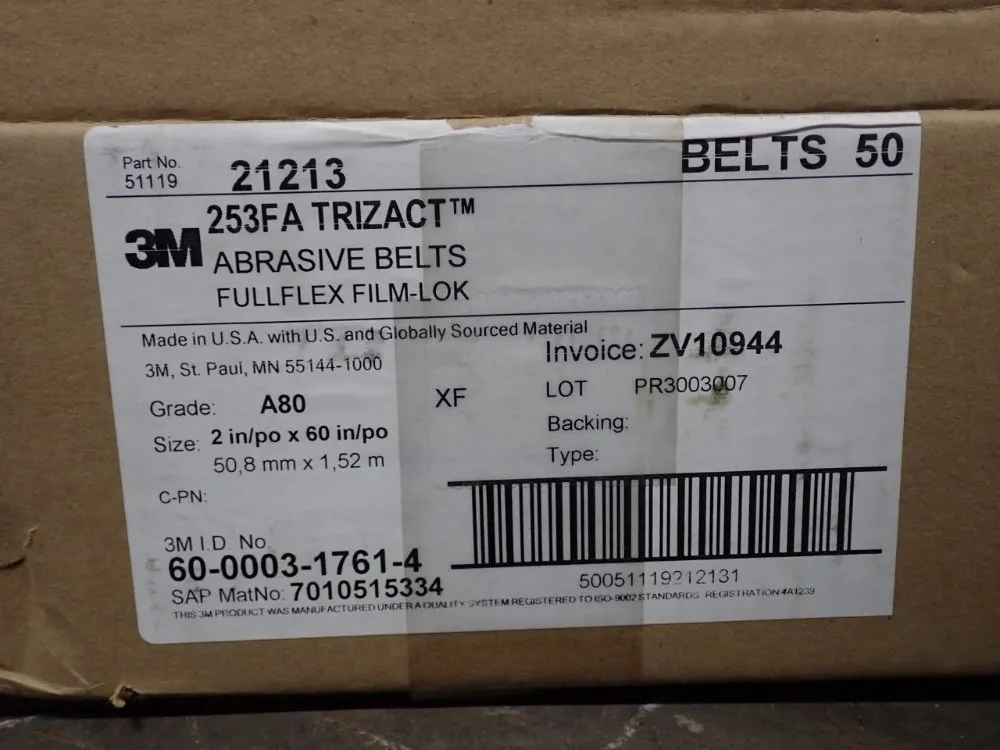 Part No.
51119
21213
BELTS 50
3M
253FA TRIZACT™
ABRASIVE BELTS
FULLFLEX FILM-LOK
Made in U.S.A. with U.S. and Globally Sourced Material
3M, St. Paul, MN 55144-1000
Invoice: ZV10944
LOT PR3003007
Grade: A80
XF
Backing:
Size: 2 in/po x 60 in/po
50,8 mm x 1,52 m
Type:
C-PN:
3M I.D. No.
60-0003-1761-4
SAP MatNo: 7010515334
50051119212131
THIS 3M PRODUCT WAS MANUFACTURED UNDER A QUALITY SYSTEM REGISTERED TO ISO-9002 STANDARDS REGISTRATION #A1239